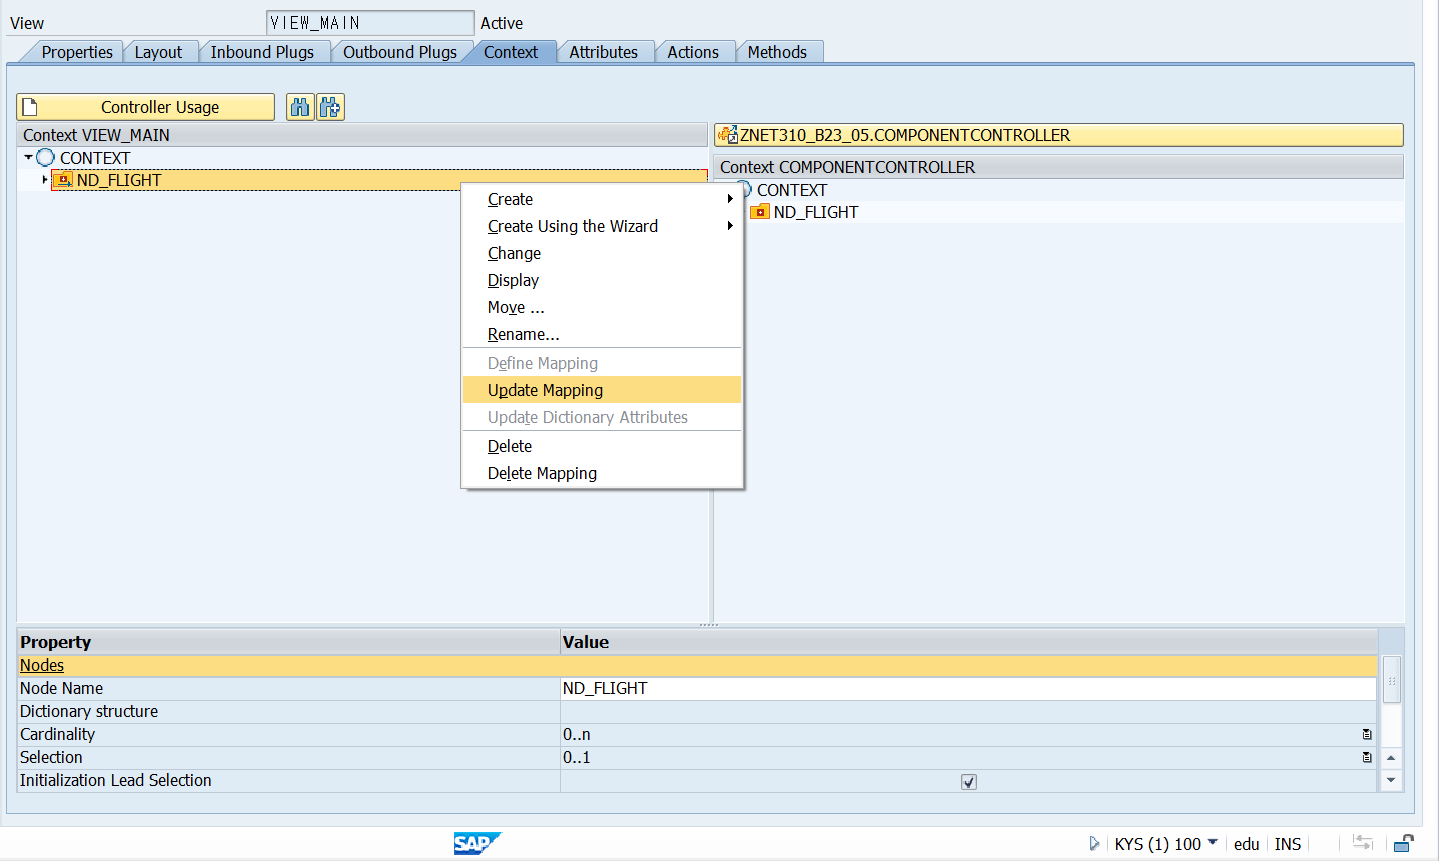 View VIEW_MAIN Active
Properties Layout Inbound Plugs Outbound Plugs Context Attributes Actions Methods
Controller Usage
Context VIEW_MAIN
CONTEXT
ND_FLIGHT
ZNET310_B23_05.COMPONENTCONTROLLER
Context COMPONENTCONTROLLER
CONTEXT
ND_FLIGHT
Create
Create Using the Wizard
Change
Display
Move ...
Rename...
Define Mapping
Update Mapping
Update Dictionary Attributes
Delete
Delete Mapping
Property Value
Nodes
Node Name ND_FLIGHT
Dictionary structure
Cardinality 0..n
Selection 0..1
Initialization Lead Selection
SAP KYS (1) 100 edu INS